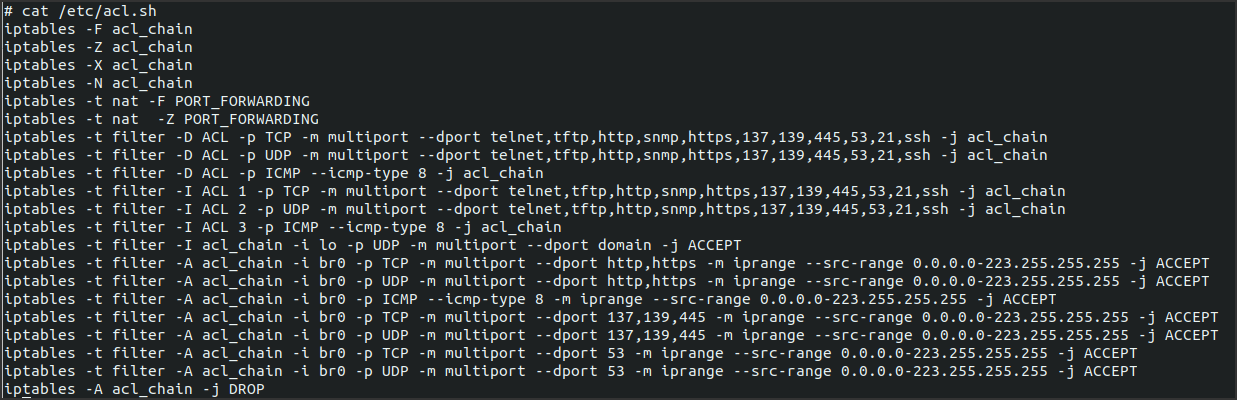 # cat /etc/acl.sh
iptables -F acl_chain
iptables -Z acl_chain
iptables -X acl_chain
iptables -N acl_chain
iptables -t nat -F PORT_FORWARDING
iptables -t nat  -Z PORT_FORWARDING
iptables -t filter -D ACL -p TCP -m multiport --dport telnet,tftp,http,snmp,https,137,139,445,53,21,ssh -j acl_chain
iptables -t filter -D ACL -p UDP -m multiport --dport telnet,tftp,http,snmp,https,137,139,445,53,21,ssh -j acl_chain
iptables -t filter -D ACL -p ICMP --icmp-type 8 -j acl_chain
iptables -t filter -I ACL 1 -p TCP -m multiport --dport telnet,tftp,http,snmp,https,137,139,445,53,21,ssh -j acl_chain
iptables -t filter -I ACL 2 -p UDP -m multiport --dport telnet,tftp,http,snmp,https,137,139,445,53,21,ssh -j acl_chain
iptables -t filter -I ACL 3 -p ICMP --icmp-type 8 -j acl_chain
iptables -t filter -I acl_chain -i lo -p UDP -m multiport --dport domain -j ACCEPT
iptables -t filter -A acl_chain -i br0 -p TCP -m multiport --dport http,https -m iprange --src-range 0.0.0.0-223.255.255.255 -j ACCEPT
iptables -t filter -A acl_chain -i br0 -p UDP -m multiport --dport http,https -m iprange --src-range 0.0.0.0-223.255.255.255 -j ACCEPT
iptables -t filter -A acl_chain -i br0 -p ICMP --icmp-type 8 -m iprange --src-range 0.0.0.0-223.255.255.255 -j ACCEPT
iptables -t filter -A acl_chain -i br0 -p TCP -m multiport --dport 137,139,445 -m iprange --src-range 0.0.0.0-223.255.255.255 -j ACCEPT
iptables -t filter -A acl_chain -i br0 -p UDP -m multiport --dport 137,139,445 -m iprange --src-range 0.0.0.0-223.255.255.255 -j ACCEPT
iptables -t filter -A acl_chain -i br0 -p TCP -m multiport --dport 53 -m iprange --src-range 0.0.0.0-223.255.255.255 -j ACCEPT
iptables -t filter -A acl_chain -i br0 -p UDP -m multiport --dport 53 -m iprange --src-range 0.0.0.0-223.255.255.255 -j ACCEPT
iptables -A acl_chain -j DROP